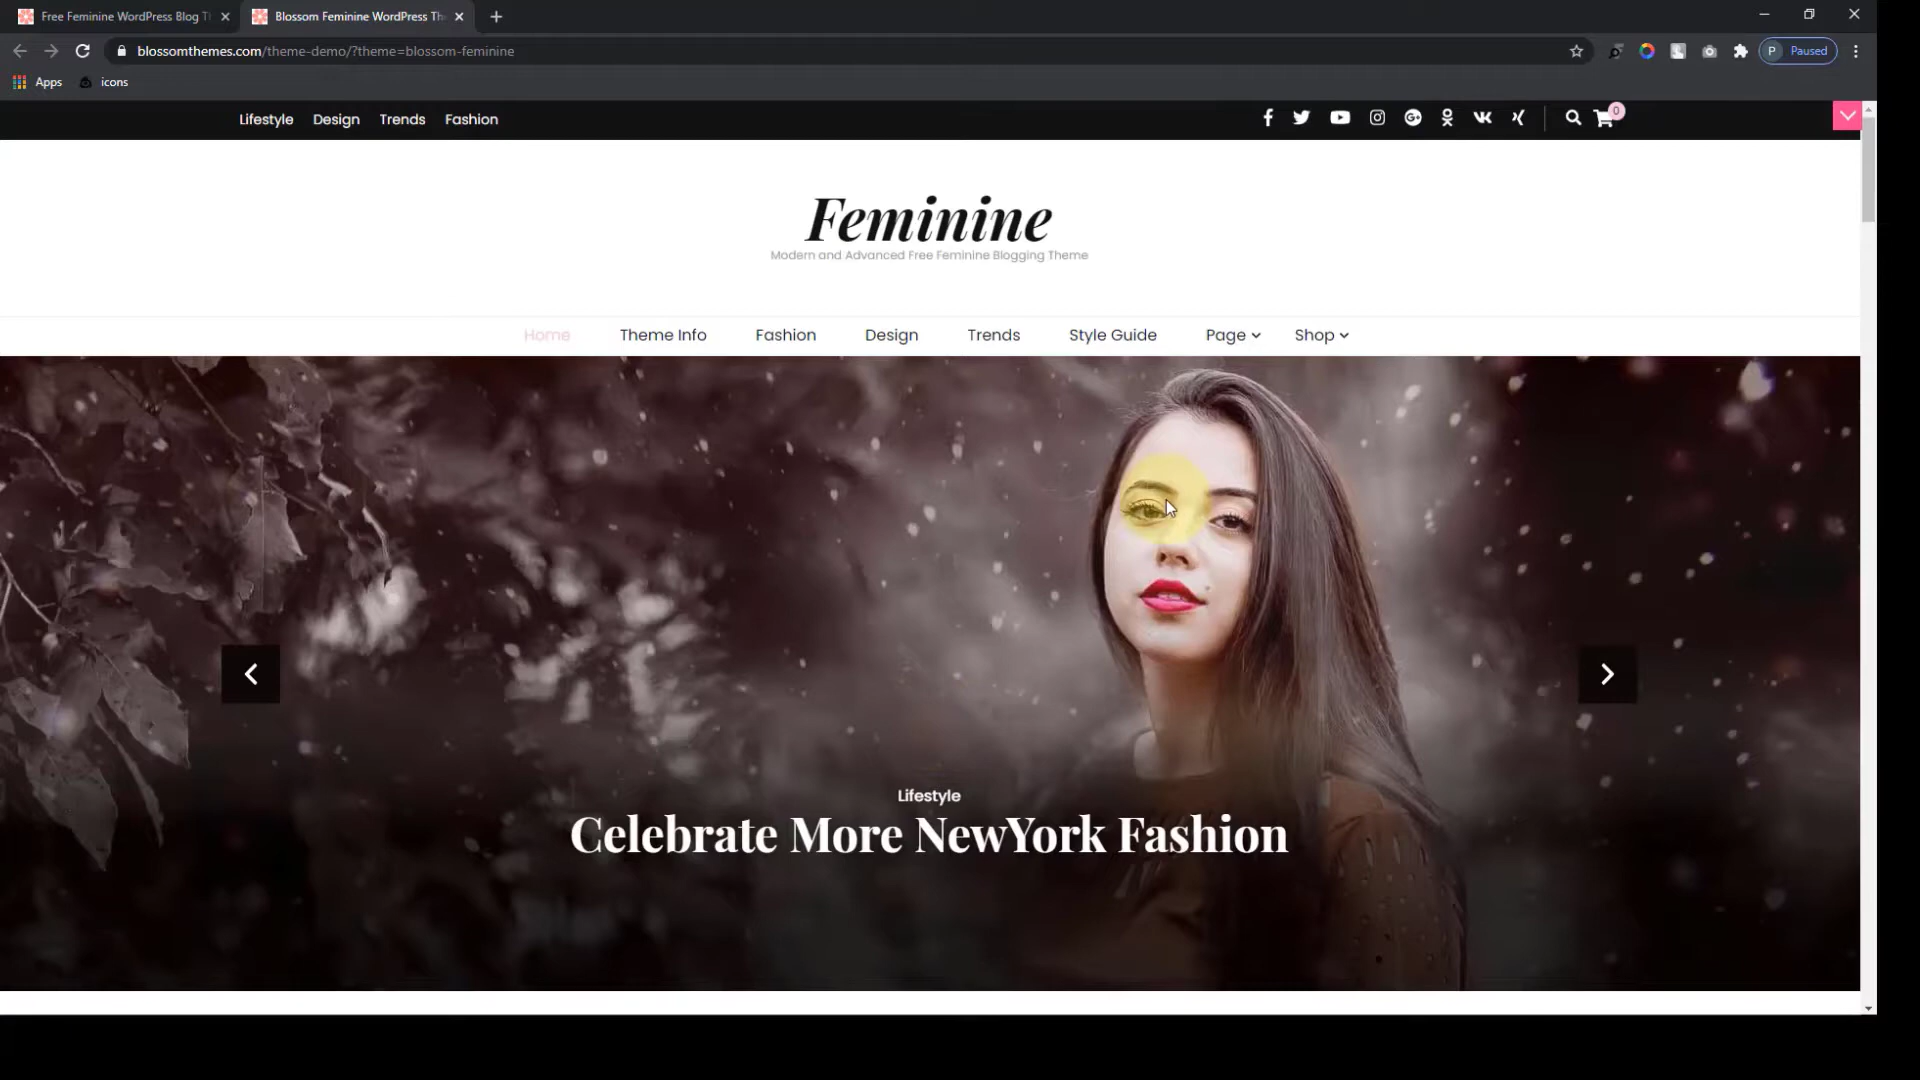 Free Feminine WordPress Blog T
Blossom Feminine WordPress Th
blossomthemes.com/theme-demo/?theme=blossom-feminine
P Paused
Apps icons
Lifestyle Design Trends Fashion
0
Feminine
Modern and Advanced Free Feminine Blogging Theme
Home Theme Info Fashion Design Trends Style Guide Page Shop
Lifestyle
Celebrate More NewYork Fashion